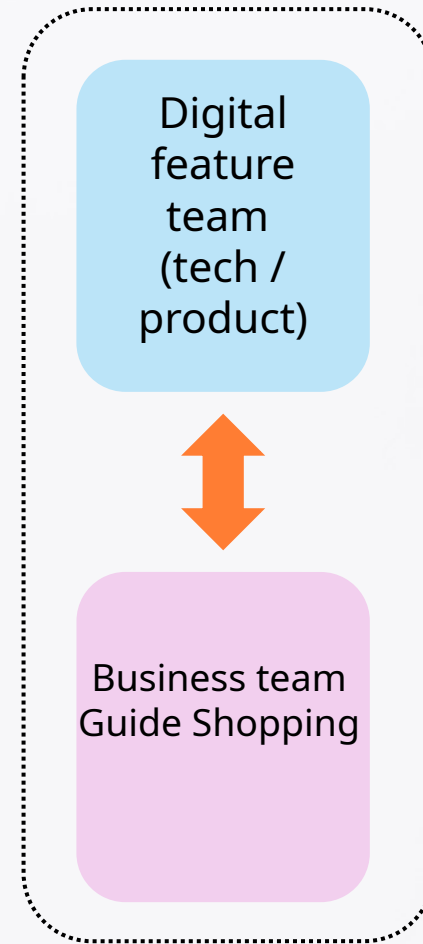 Digital
feature
team
(tech /
product)
Business team
Guide Shopping